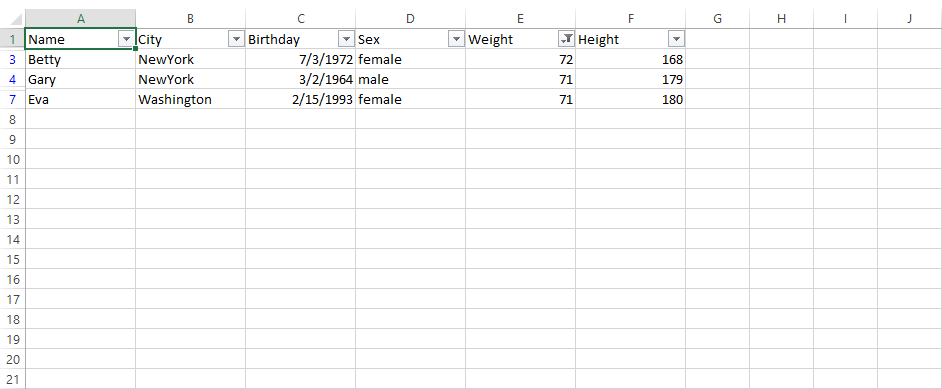 A B C D E F G H I J
1 Name City Birthday Sex Weight Height
3 Betty NewYork 7/3/1972 female 72 168
4 Gary NewYork 3/2/1964 male 71 179
7 Eva Washington 2/15/1993 female 71 180
8
9
10
11
12
13
14
15
16
17
18
19
20
21